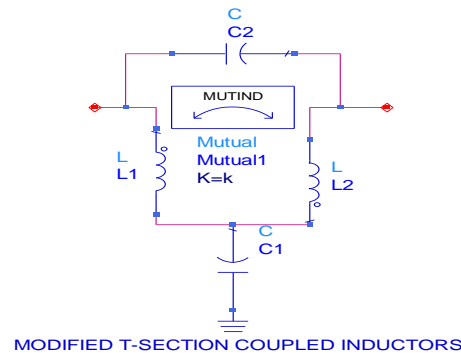 C
C2
MUTIND
Mutual
Mutual1
K=k
L
L1
L
L2
C
C1
MODIFIED T-SECTION COUPLED INDUCTORS